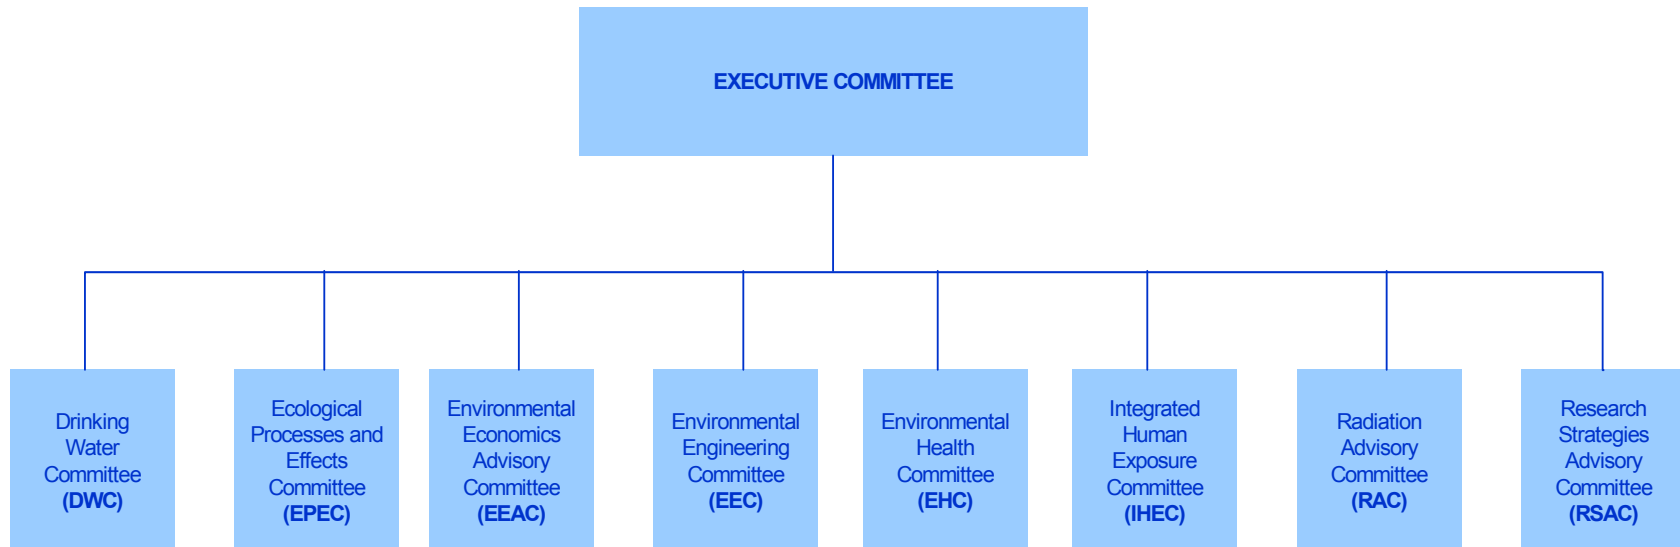 EXECUTIVE COMMITTEE
Drinking
Water
Committee
(DWC)
Ecological
Processes and
Effects
Committee
(EPEC)
Environmental
Economics
Advisory
Committee
(EEAC)
Environmental
Engineering
Committee
(EEC)
Environmental
Health
Committee
(EHC)
Integrated
Human
Exposure
Committee
(IHEC)
Radiation
Advisory
Committee
(RAC)
Research
Strategies
Advisory
Committee
(RSAC)